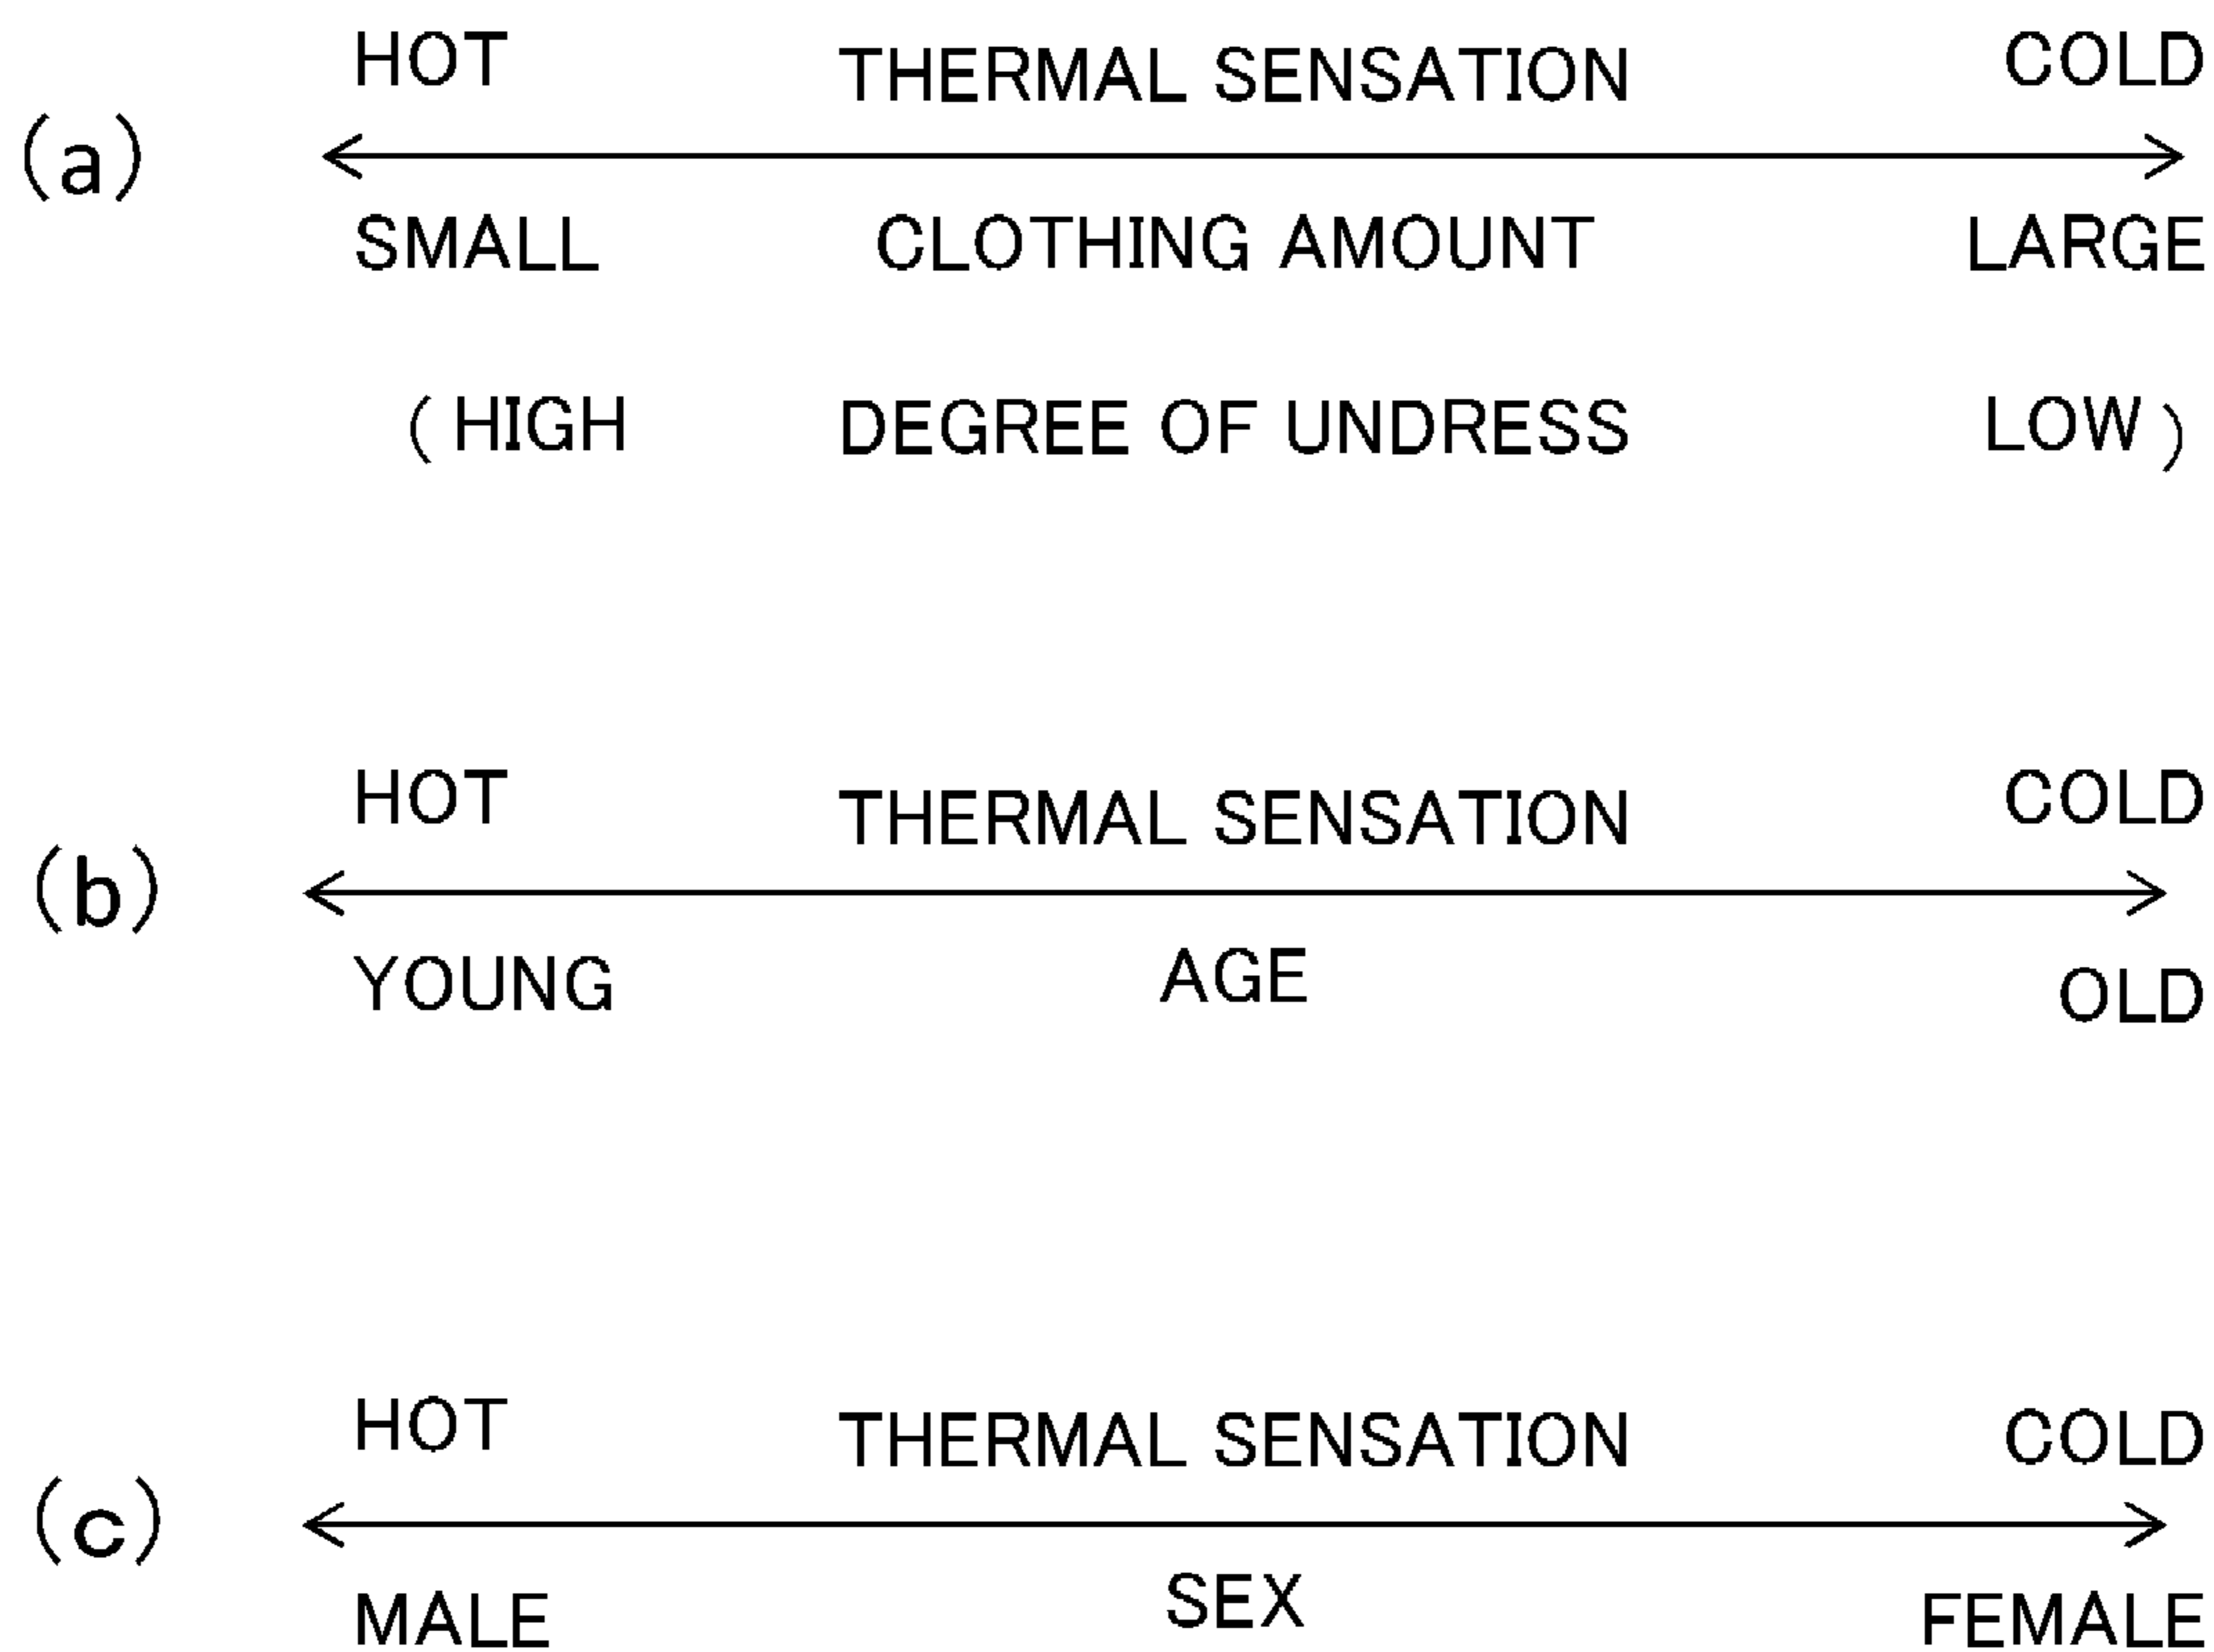 HOT THERMAL SENSATION COLD
(a)
SMALL CLOTHING AMOUNT LARGE
(HIGH DEGREE OF UNDRESS LOW)
HOT THERMAL SENSATION COLD
(b)
YOUNG AGE OLD
HOT THERMAL SENSATION COLD
(c)
MALE SEX FEMALE